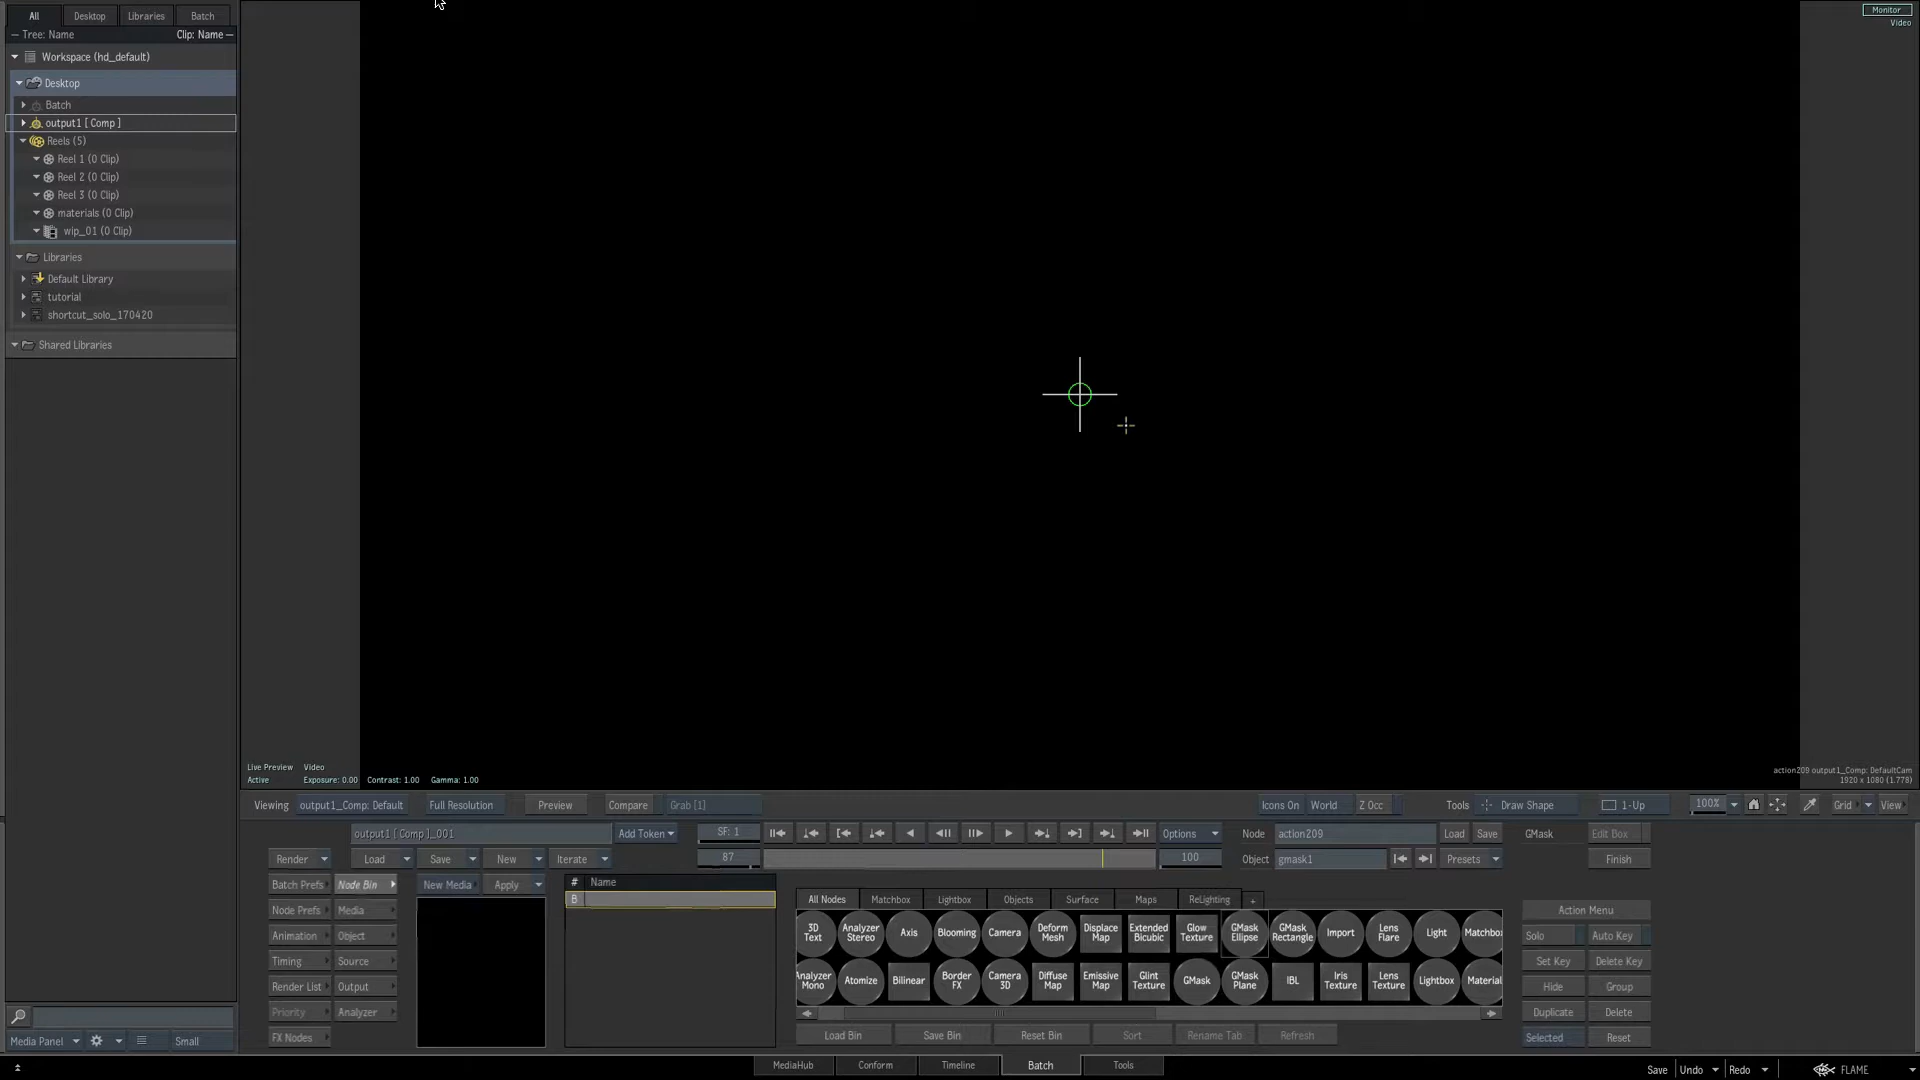 All Desktop Libraries Batch
Tree: Name Clip: Name
Workspace (hd_default)
Desktop
Batch
output1 [ Comp ]
Reels (5)
Reel 1 (0 Clip)
Reel 2 (0 Clip)
Reel 3 (0 Clip)
materials (0 Clip)
wip_01 (0 Clip)
Libraries
Default Library
tutorial
shortcut_solo_170420
Shared Libraries
Monitor
Video
Live Preview Video
Active Exposure: 0.00 Contrast: 1.00 Gamma: 1.00
action209 output1_Comp: DefaultCam
1920 x 1080 (1.778)
Viewing output1_Comp: Default Full Resolution Preview Compare Grab [1] Icons On World Z Occ Tools Draw Shape 1-Up 100% Grid View
output1 [ Comp ]_001 Add Token SF: 1 Options Node action209 Load Save GMask Edit Box
Render Load Save New Iterate 87 100 Object gmask1 Presets Finish
Batch Prefs Node Bin New Media Apply # Name
B
Node Prefs Media
Animation Object
Timing Source
Render List Output
Priority Analyzer
FX Nodes
All Nodes Matchbox Lightbox Objects Surface Maps ReLighting +
3D Text Analyzer Stereo Axis Blooming Camera Deform Mesh Displace Map Extended Bicubic Glow Texture GMask Ellipse GMask Rectangle Import Lens Flare Light Matchbo
Analyzer Mono Atomize Bilinear Border FX Camera 3D Diffuse Map Emissive Map Glint Texture GMask GMask Plane IBL Iris Texture Lens Texture Lightbox Material
Load Bin Save Bin Reset Bin Sort Rename Tab Refresh
Action Menu
Solo Auto Key
Set Key Delete Key
Hide Group
Duplicate Delete
Selected Reset
Media Panel Small
MediaHub Conform Timeline Batch Tools
Save Undo Redo FLAME